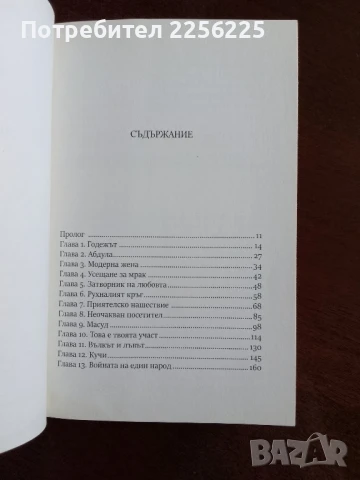 Потребител 2256225
СЪДЪРЖАНИЕ
Пролог 11
Глава 1. Годежът 14
Глава 2. Абдула 27
Глава 3. Модерна жена 34
Глава 4. Усещане за мрак 42
Глава 5. Затворник на любовта 48
Глава 6. Рухналият кръг 58
Глава 7. Приятелско нашествие 68
Глава 8. Неочакван посетител 85
Глава 9. Масуд 98
Глава 10. Това е твоята участ 114
Глава 11. Вълкът и лъвът 130
Глава 12. Кучи 145
Глава 13. Войната на един народ 160
BAZAR